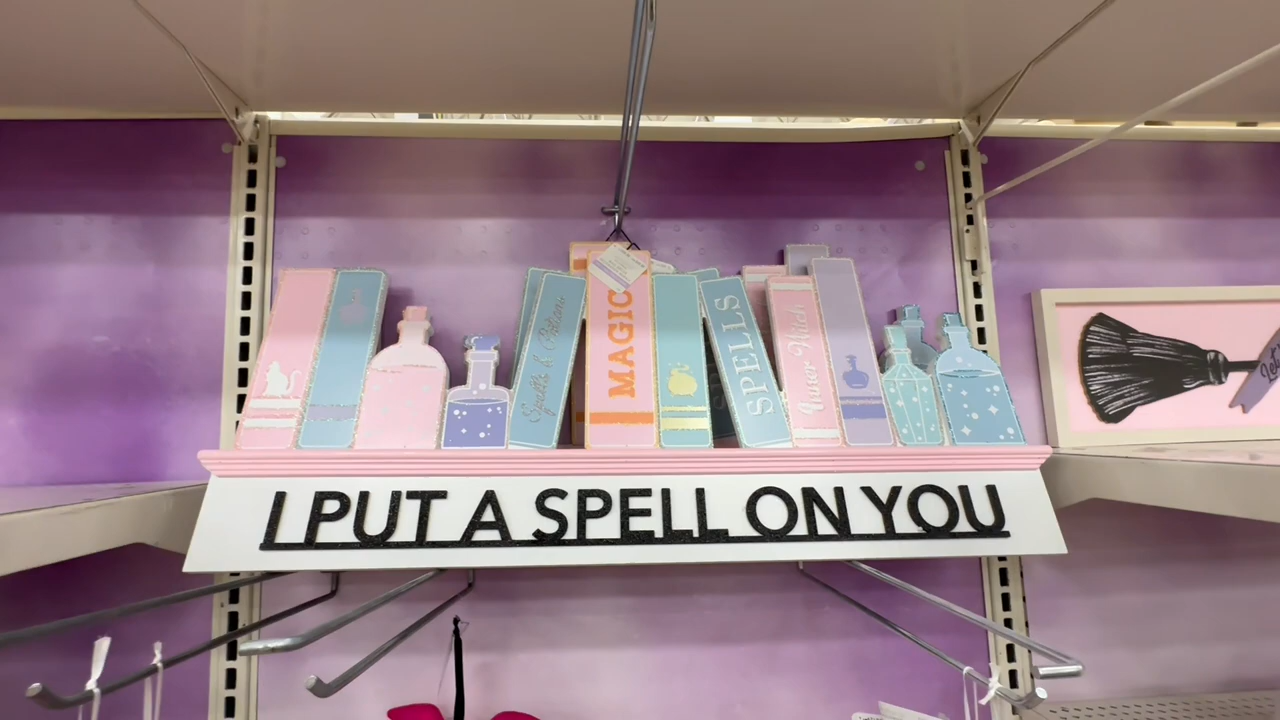 Spells & Potions
MAGIC
SPELLS
Inner Witch
I PUT A SPELL ON YOU